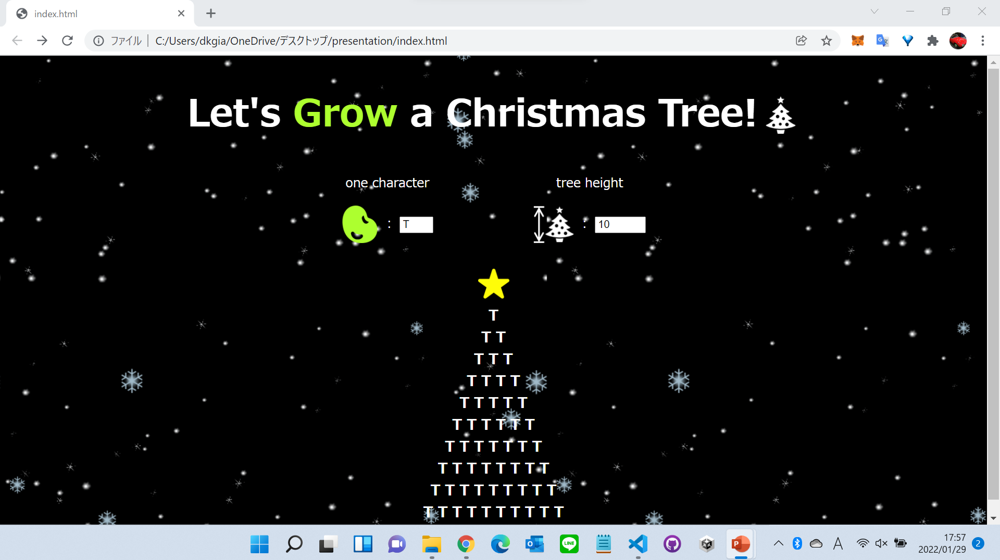 index.html
ファイル C:/Users/dkgia/OneDrive/デスクトップ/presentation/index.html
Let's Grow a Christmas Tree!
one character
tree height
: T
: 10
T
T T
T T T
T T T T
T T T T T
T T T T T T
T T T T T T T
T T T T T T T T
T T T T T T T T T
T T T T T T T T T T
LINE
A
17:57
2022/01/29
2